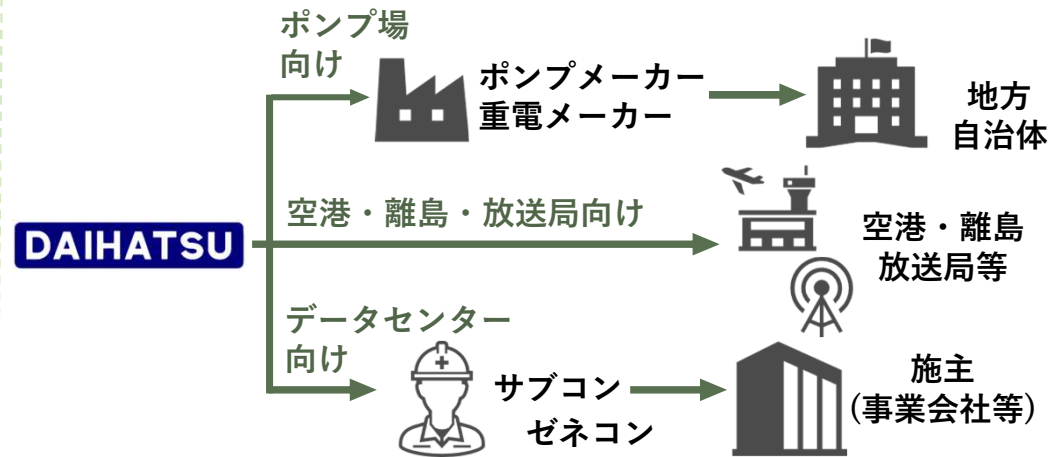 ポンプ場
向け
ポンプメーカー
重電メーカー
地方
自治体
DAIHATSU
空港・離島・放送局向け
空港・離島
放送局等
データセンター
向け
サブコン
ゼネコン
施主
(事業会社等)